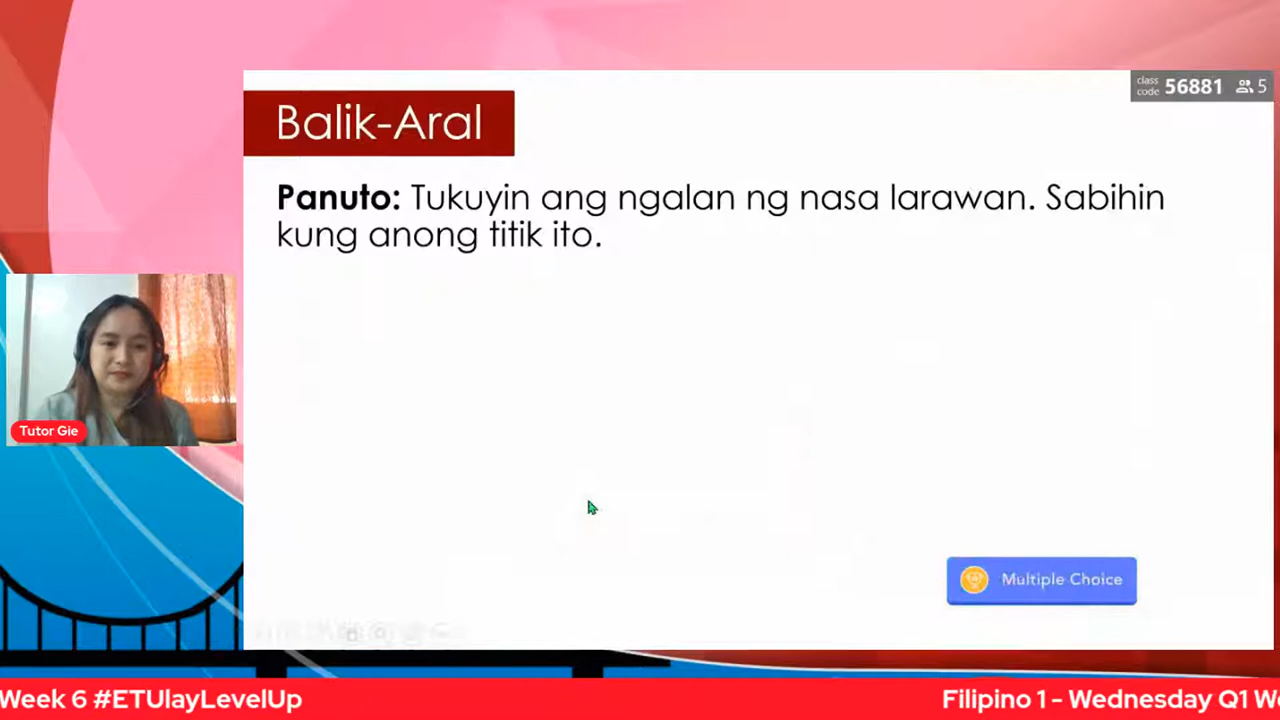 class code 56881 5
Balik-Aral
Panuto: Tukuyin ang ngalan ng nasa larawan. Sabihin
kung anong titik ito.
Tutor Gie
Multiple Choice
Week 6 #ETUlayLevelUp
Filipino 1 - Wednesday Q1